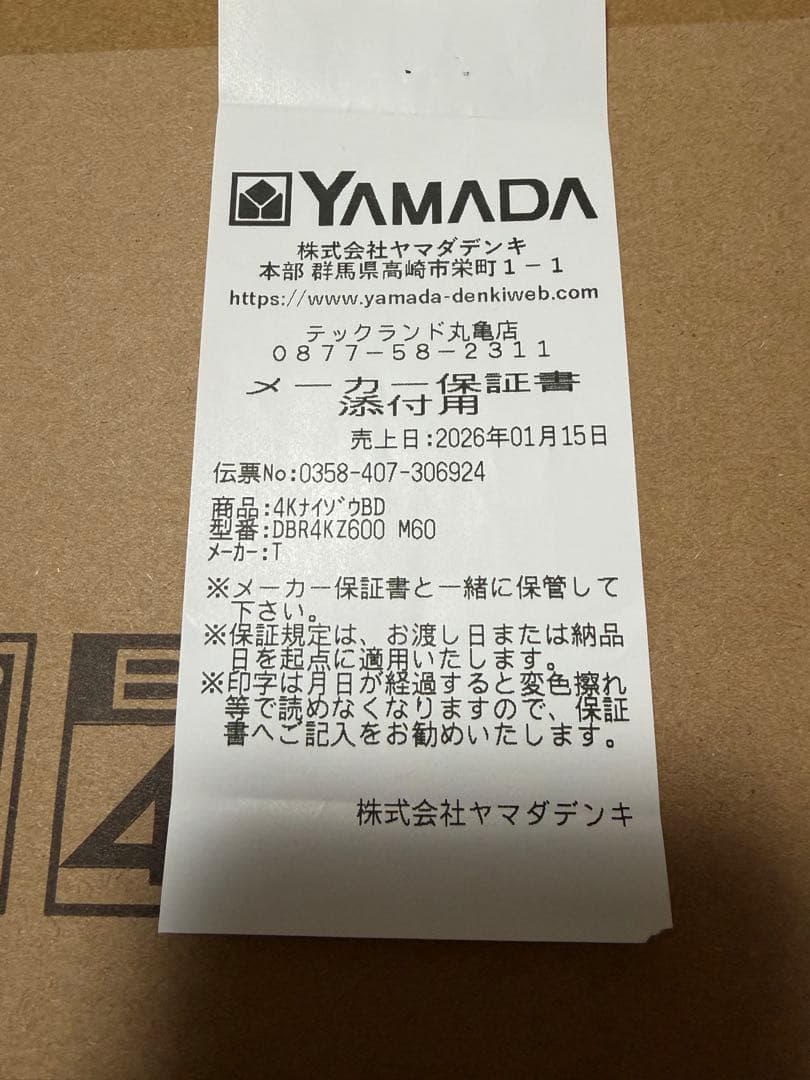 YAMADA
株式会社ヤマダデンキ
本部 群馬県高崎市栄町1-1
https://www.yamada-denkiweb.com
テックランド丸亀店
0877-58-2311
メーカー保証書
添付用
売上日:2026年01月15日
伝票No:0358-407-306924
商品:4KﾅｲｿﾞｳBD
型番:DBR4KZ600 M60
ﾒｰｶｰ:T
※メーカー保証書と一緒に保管して
下さい。
※保証規定は、お渡し日または納品
日を起点に適用いたします。
※印字は月日が経過すると変色擦れ
等で読めなくなりますので、保証
書へご記入をお勧めいたします。
株式会社ヤマダデンキ
4